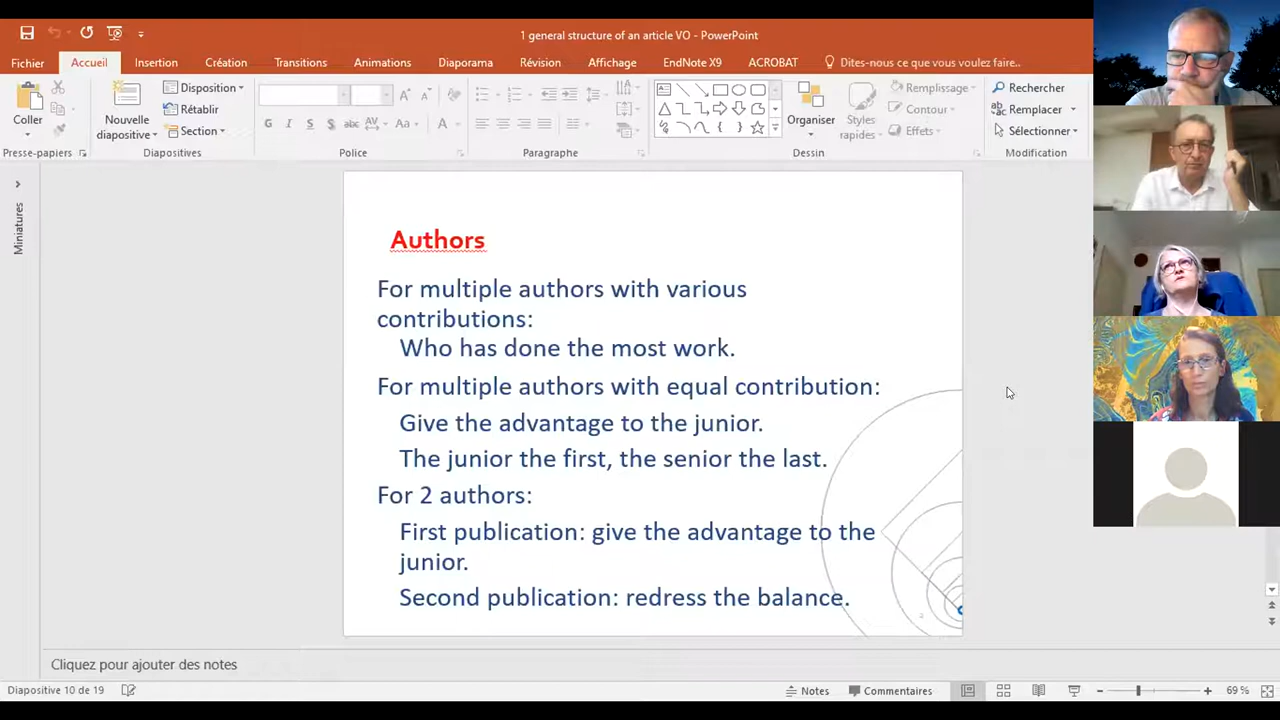 1 general structure of an article VO - PowerPoint
Fichier Accueil Insertion Création Transitions Animations Diaporama Révision Affichage EndNote X9 ACROBAT Dites-nous ce que vous voulez faire..
Coller
Presse-papiers
Nouvelle
diapositive
Disposition
Rétablir
Section
Diapositives
G I S S abc AV Aa A
Police
Paragraphe
Organiser
Styles
rapides
Remplissage
Contour
Effets
Dessin
Rechercher
Remplacer
Sélectionner
Modification
Miniatures
Authors
For multiple authors with various
contributions:
Who has done the most work.
For multiple authors with equal contribution:
Give the advantage to the junior.
The junior the first, the senior the last.
For 2 authors:
First publication: give the advantage to the
junior.
Second publication: redress the balance.
Cliquez pour ajouter des notes
Diapositive 10 de 19 Notes Commentaires 69 %